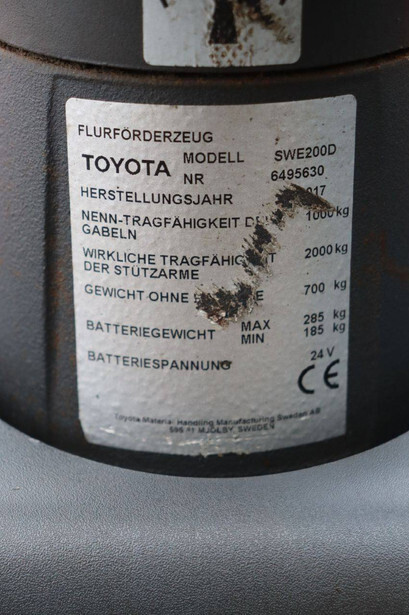 FLURFÖRDERZEUG
TOYOTA MODELL SWE200D
NR 6495630
HERSTELLUNGSJAHR
NENN-TRAGFÄHIGKEIT 1000 kg
GABELN
WIRKLICHE 2000 kg
DER STÜTZARME
GEWICHT OHNE 700 kg
BATTERIEGEWICHT MAX 285 kg
MIN 185 kg
BATTERIESPANNUNG 24 V
CE
Toyota Material Handling Manufacturing Sweden AB
MJÖLBY, SWEDEN